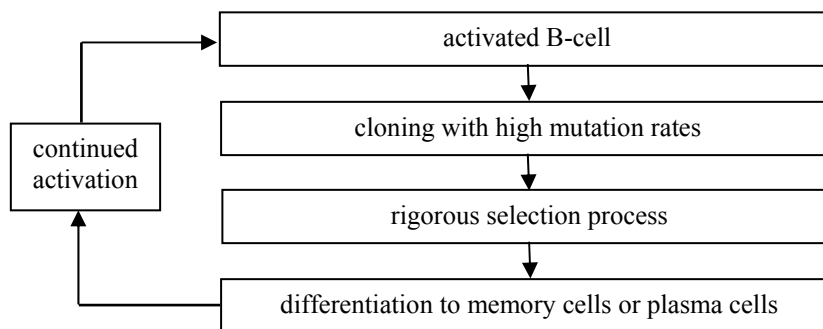 activated B-cell
cloning with high mutation rates
continued
activation
rigorous selection process
differentiation to memory cells or plasma cells